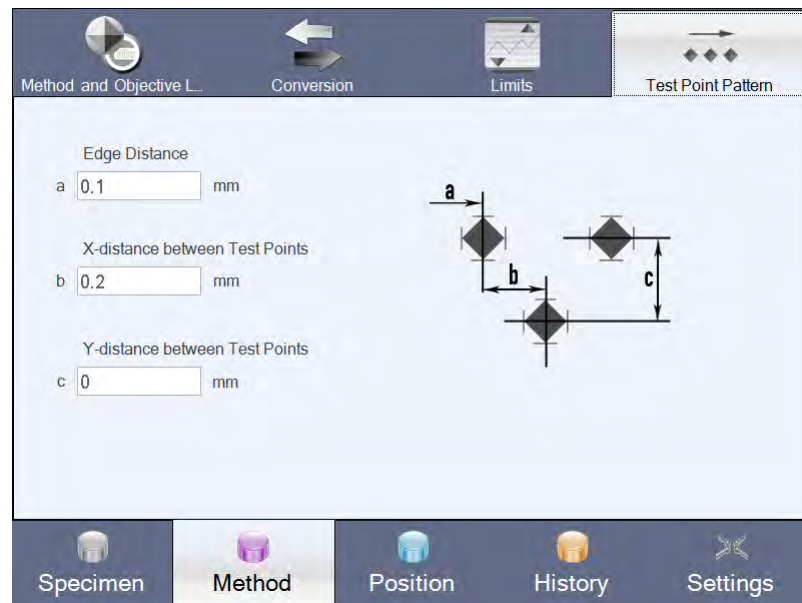 Method and Objective L...
Conversion
Limits
Test Point Pattern
Edge Distance
a 0.1 mm
X-distance between Test Points
b 0.2 mm
Y-distance between Test Points
c 0 mm
a
b
c
Specimen
Method
Position
History
Settings